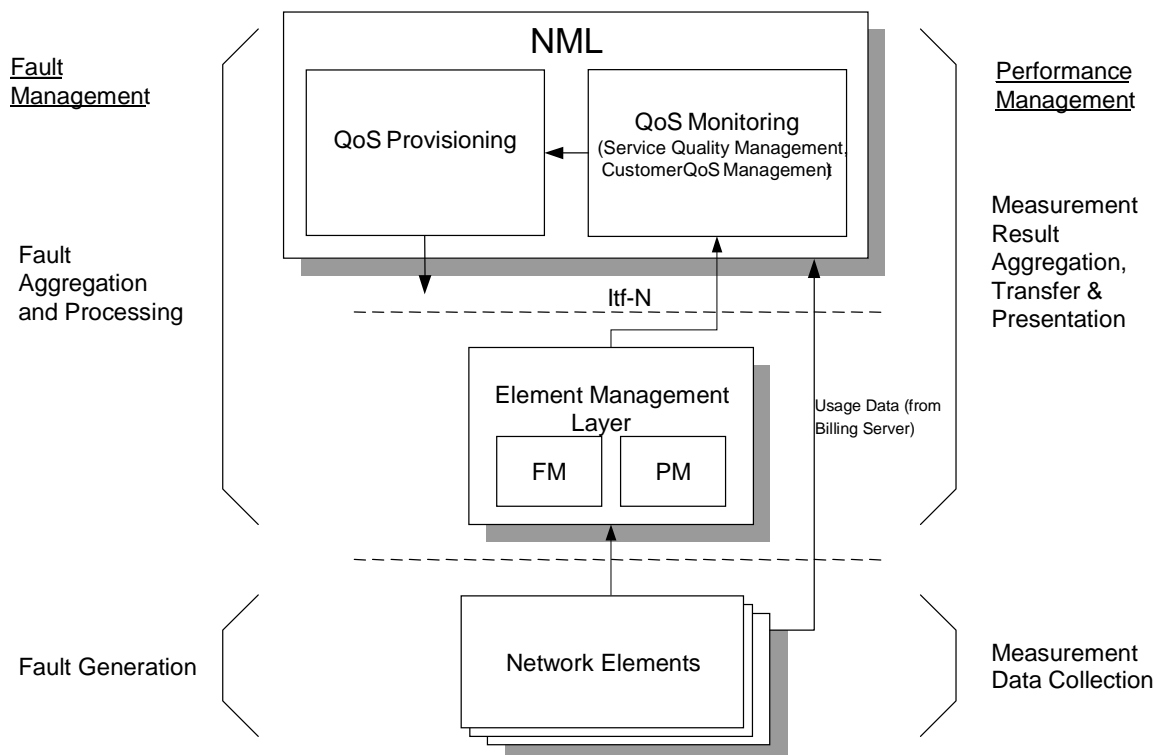 NML
Fault
Management
Performance
Management
QoS Provisioning
QoS Monitoring
(Service Quality Management,
CustomerQoS Management)
Fault
Aggregation
and Processing
Measurement
Result
Aggregation,
Transfer &
Presentation
Itf-N
Element Management
Layer
FM
PM
Usage Data (from
Billing Server)
Fault Generation
Network Elements
Measurement
Data Collection